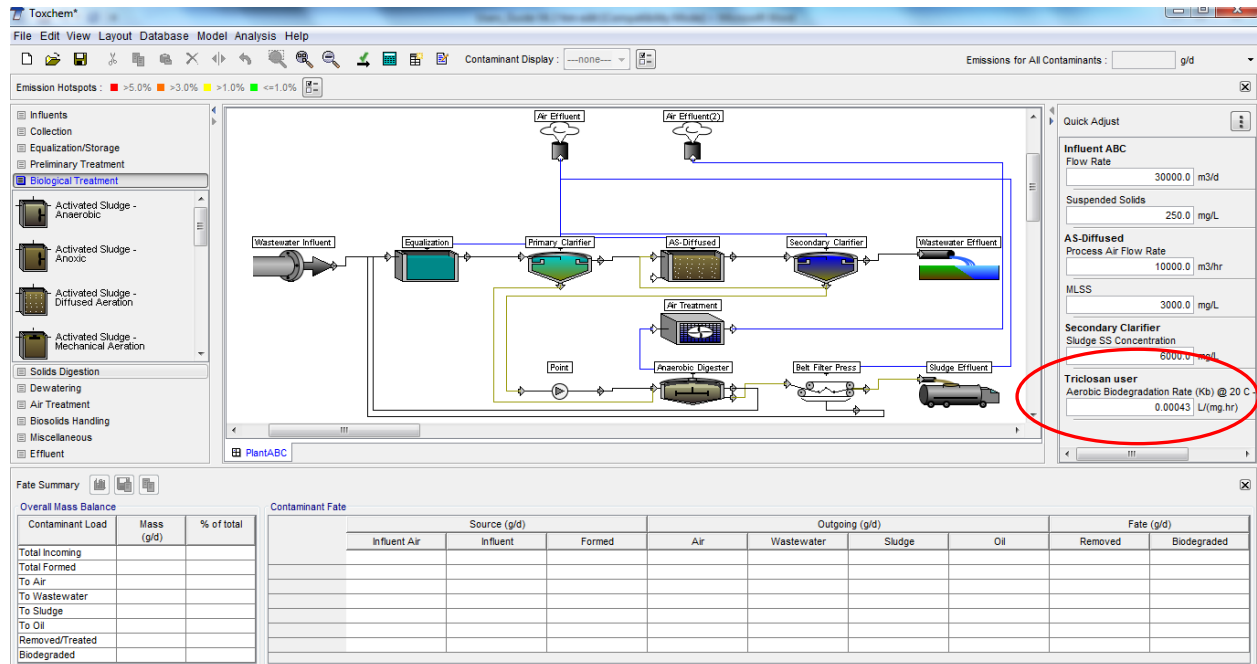 Toxchem*
File Edit View Layout Database Model Analysis Help
Contaminant Display : ---none--- Emissions for All Contaminants : g/d
Emission Hotspots : >5.0% >3.0% >1.0% <=1.0%
Influents
Collection
Equalization/Storage
Preliminary Treatment
Biological Treatment
Activated Sludge -
Anaerobic
Activated Sludge -
Anoxic
Activated Sludge -
Diffused Aeration
Activated Sludge -
Mechanical Aeration
Solids Digestion
Dewatering
Air Treatment
Biosolids Handling
Miscellaneous
Effluent
Air Effluent Air Effluent(2)
Wastewater Influent Equalization Primary Clarifier AS-Diffused Secondary Clarifier Wastewater Effluent
Air Treatment
Point Anaerobic Digester Belt Filter Press Sludge Effluent
PlantABC
Quick Adjust
Influent ABC
Flow Rate
30000.0 m3/d
Suspended Solids
250.0 mg/L
AS-Diffused
Process Air Flow Rate
10000.0 m3/hr
MLSS
3000.0 mg/L
Secondary Clarifier
Sludge SS Concentration
6000.0 mg/L
Triclosan user
Aerobic Biodegradation Rate (Kb) @ 20 C -
0.00043 L/(mg.hr)
Fate Summary
Overall Mass Balance
Contaminant Load Mass (g/d) % of total
Total Incoming
Total Formed
To Air
To Wastewater
To Sludge
To Oil
Removed/Treated
Biodegraded
Contaminant Fate
Source (g/d) Outgoing (g/d) Fate (g/d)
Influent Air Influent Formed Air Wastewater Sludge Oil Removed Biodegraded